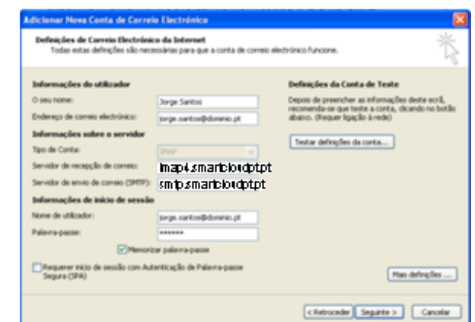 Adicionar Nova Conta de Correio Electrónico
Definições de Correio Electrónico da Internet
Todas estas definições são necessárias para que a conta de correio electrónico funcione.
Informações do utilizador
O seu nome: Jorge Santos
Endereço de correio electrónico: jorge.santos@dominio.pt
Informações sobre o servidor
Tipo de Conta: IMAP
Servidor de recepção de correio: imap4.smartcloudpt.pt
Servidor de envio de correio (SMTP): smtp.smartcloudpt.pt
Informações de início de sessão
Nome de utilizador: jorge.santos@dominio.pt
Palavra-passe: ******
Memorizar palavra-passe
Requerer início de sessão com Autenticação de Palavra-passe
Segura (SPA)
Definições da Conta de Teste
Depois de preencher as informações deste ecrã,
recomenda-se que teste a conta, clicando no botão
abaixo. (Requer ligação à rede)
Testar definições da conta...
Mais definições ...
< Retroceder
Seguinte >
Cancelar